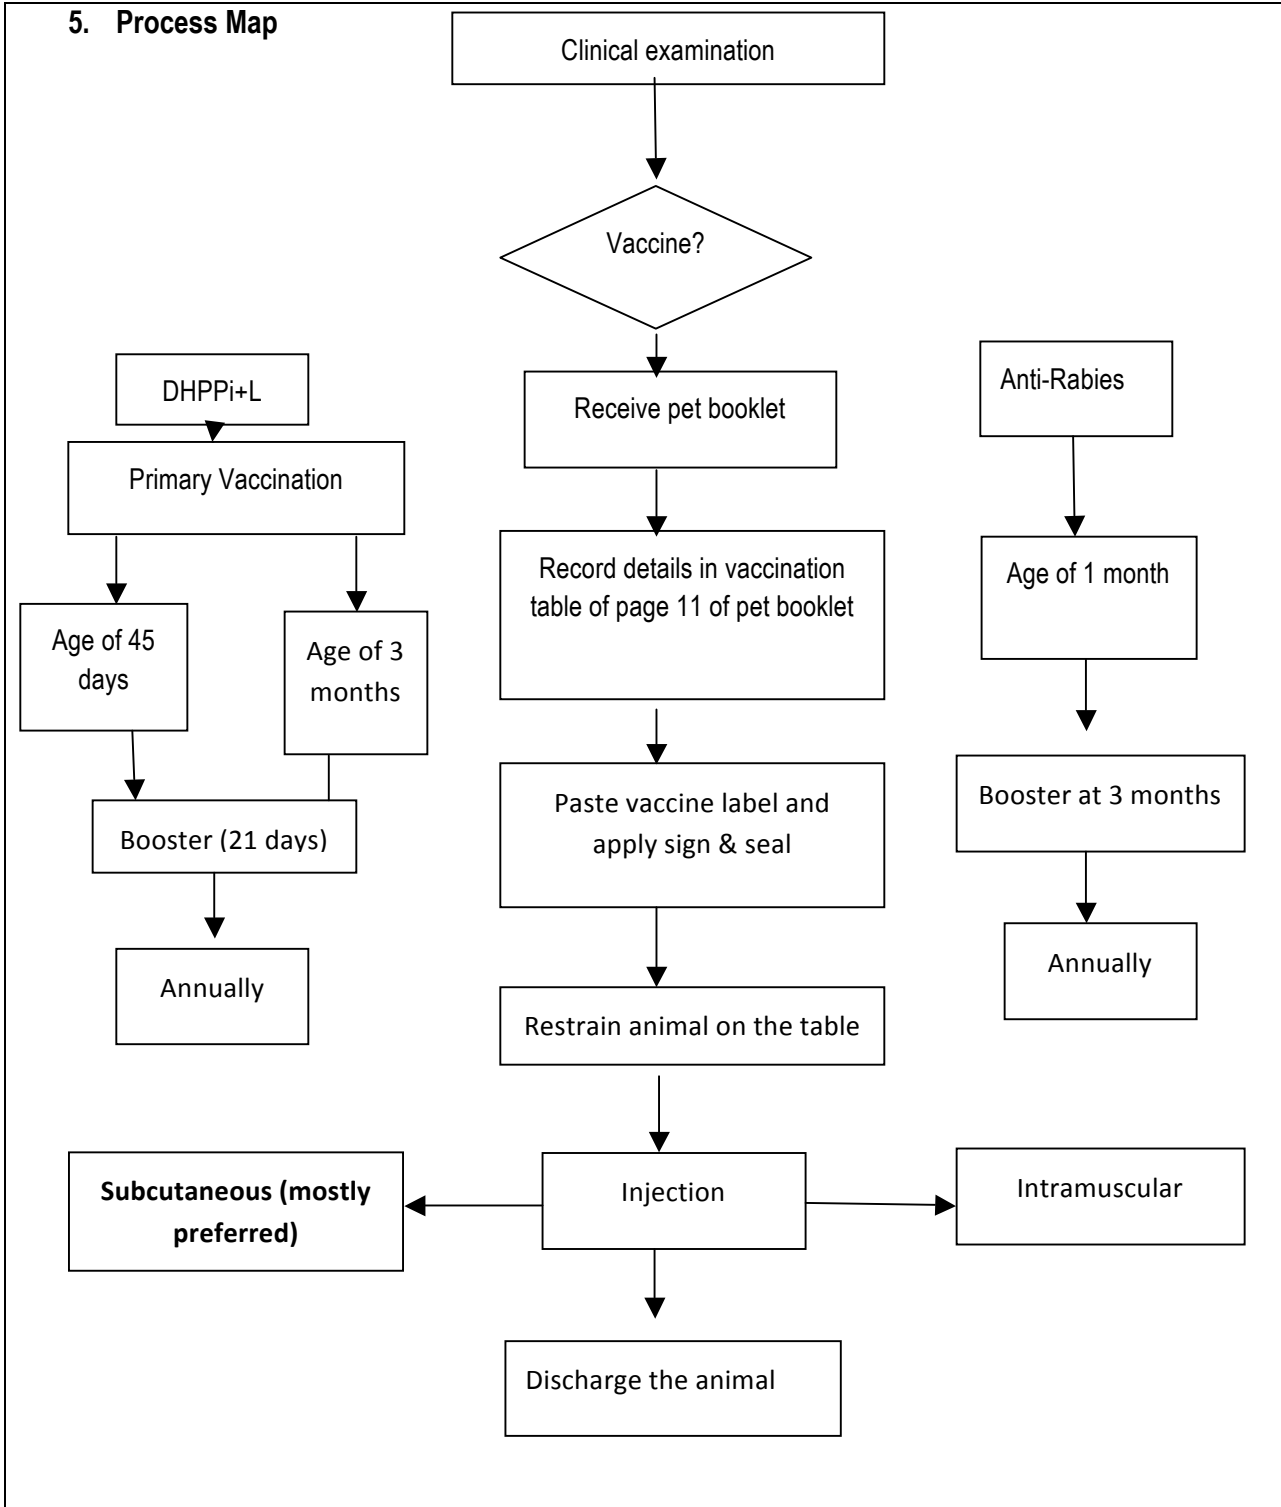 5. Process Map
Clinical examination
Vaccine?
DHPPi+L
Receive pet booklet
Anti-Rabies
Primary Vaccination
Age of 45
days
Age of 3
months
Record details in vaccination
table of page 11 of pet booklet
Age of 1 month
Booster (21 days)
Paste vaccine label and
apply sign & seal
Booster at 3 months
Annually
Annually
Restrain animal on the table
Subcutaneous (mostly
preferred)
Injection
Intramuscular
Discharge the animal